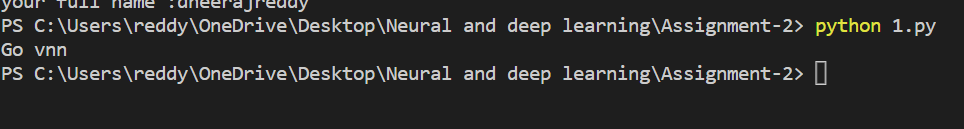 your full name :dheerajreddy
PS C:\Users\reddy\OneDrive\Desktop\Neural and deep learning\Assignment-2> python 1.py
Go vnn
PS C:\Users\reddy\OneDrive\Desktop\Neural and deep learning\Assignment-2>